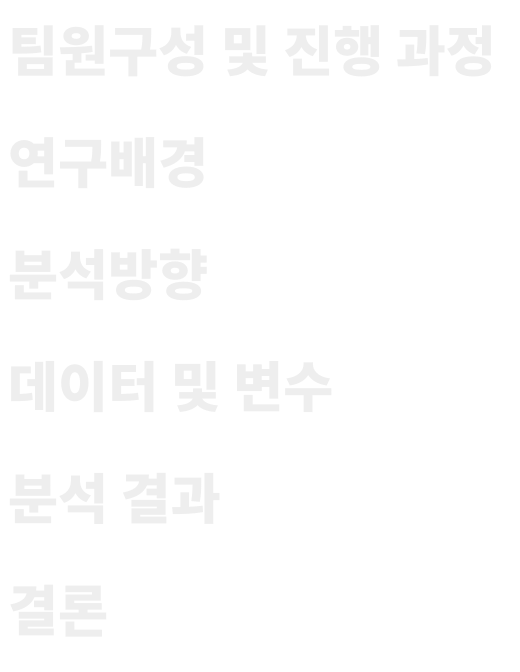 팀원구성 및 진행 과정
연구배경
분석방향
데이터 및 변수
분석 결과
결론